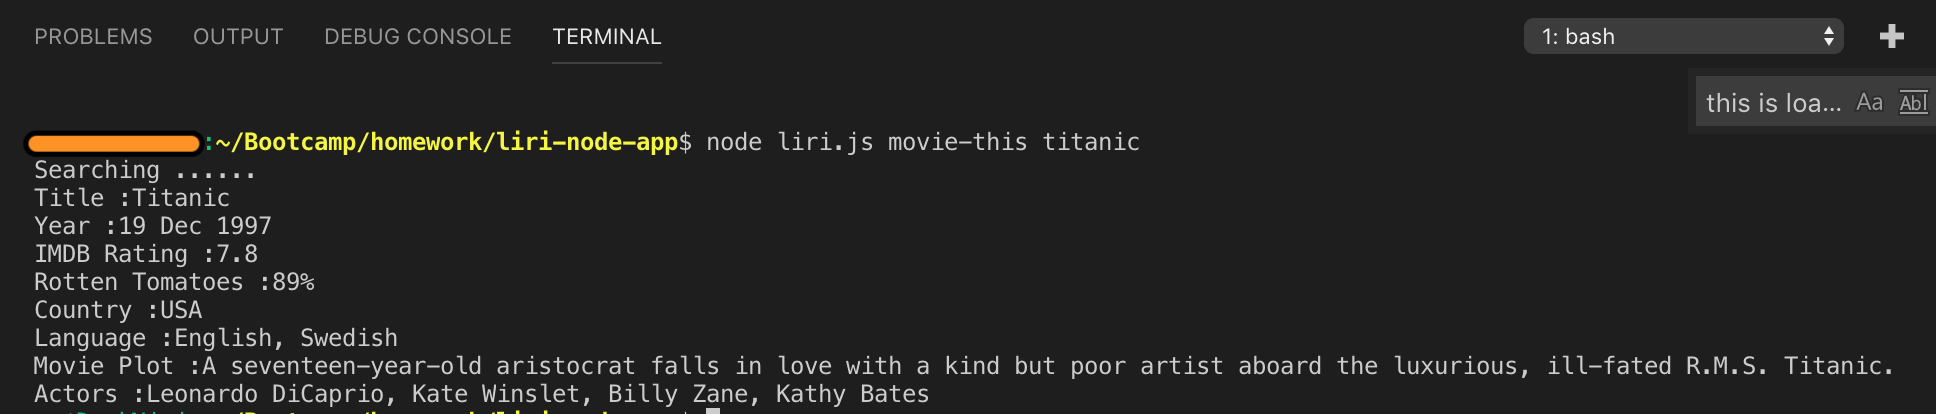 PROBLEMS OUTPUT DEBUG CONSOLE TERMINAL 1: bash
this is loa... Aa Abl
:~/Bootcamp/homework/liri-node-app$ node liri.js movie-this titanic
Searching ......
Title :Titanic
Year :19 Dec 1997
IMDB Rating :7.8
Rotten Tomatoes :89%
Country :USA
Language :English, Swedish
Movie Plot :A seventeen-year-old aristocrat falls in love with a kind but poor artist aboard the luxurious, ill-fated R.M.S. Titanic.
Actors :Leonardo DiCaprio, Kate Winslet, Billy Zane, Kathy Bates